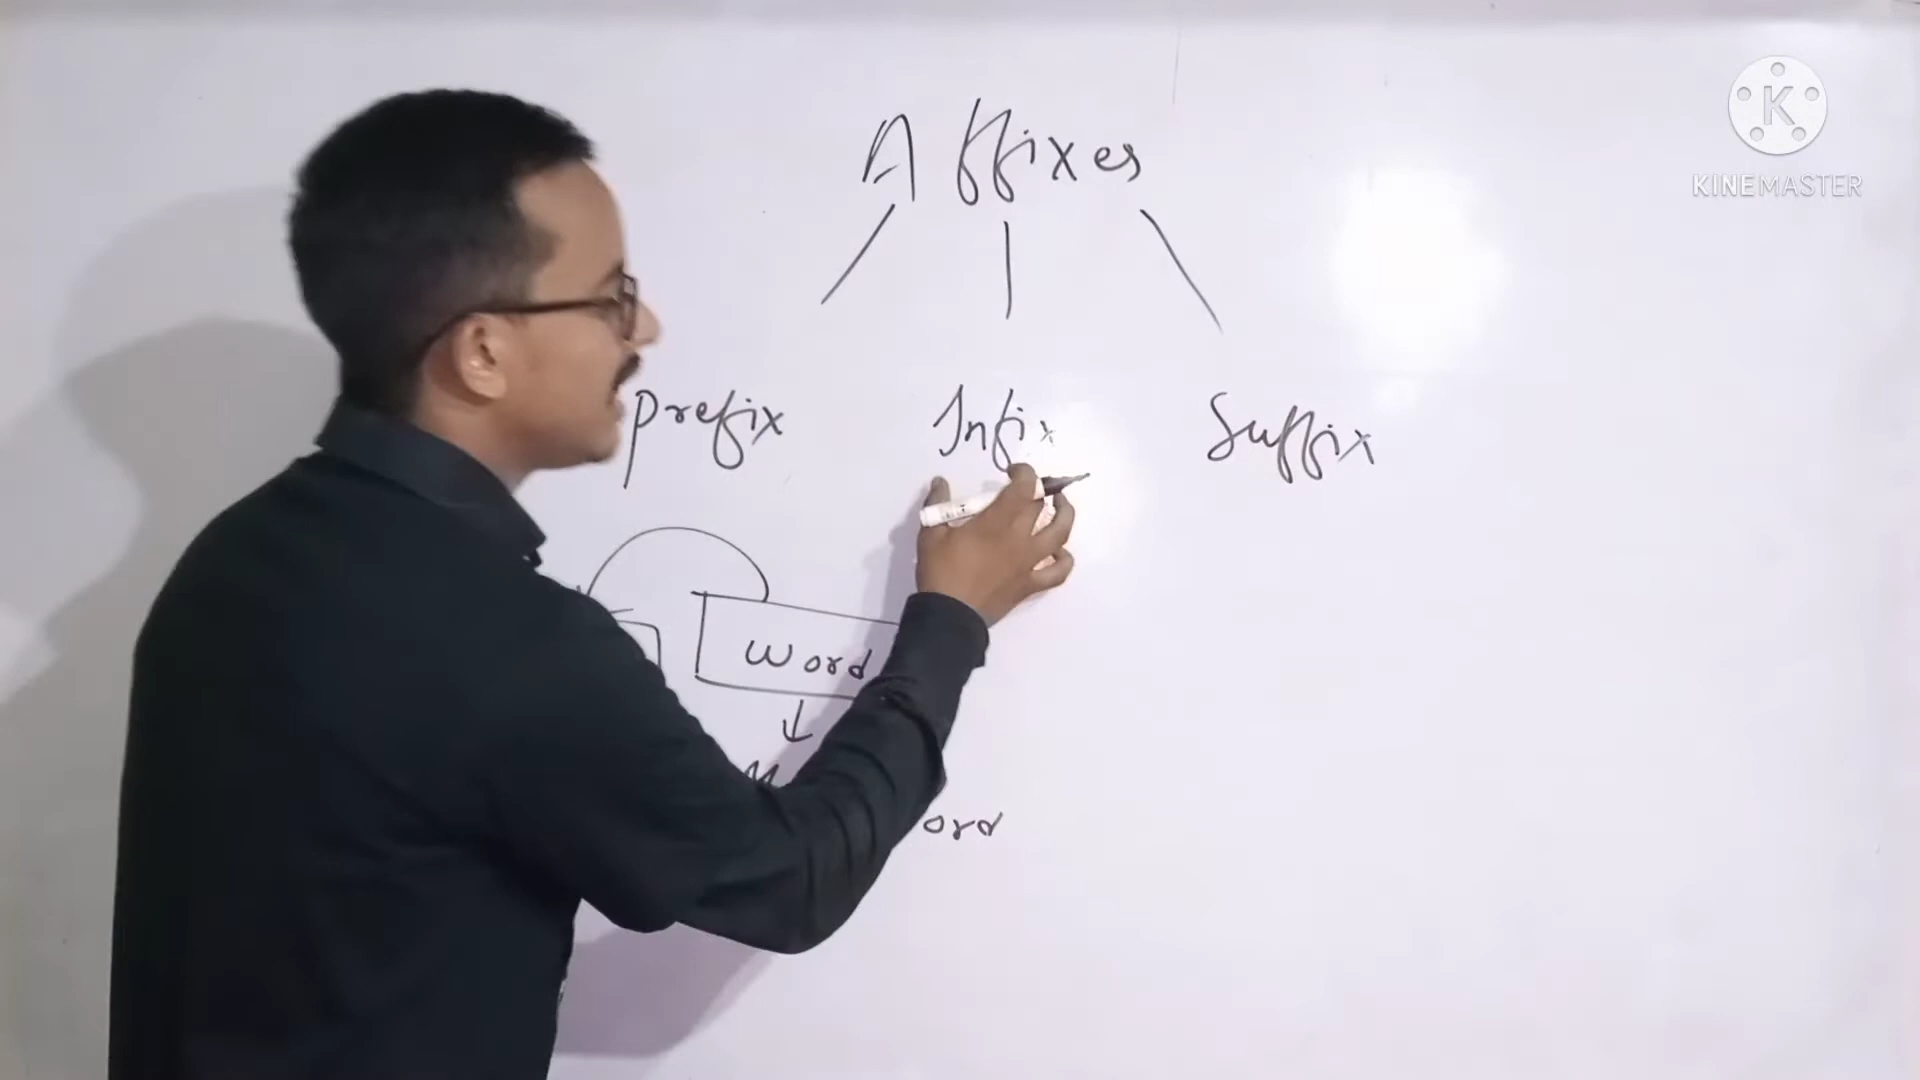 Affixes
Prefix Infix Suffix
Word
ord
K
KINEMASTER